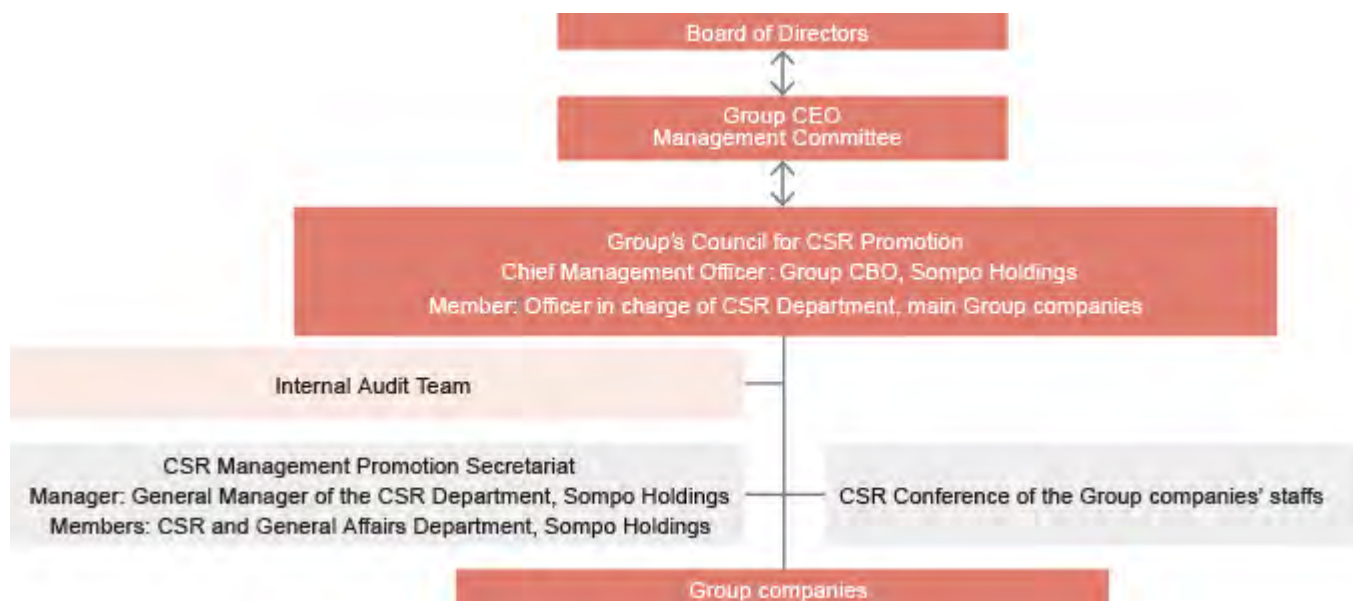 Board of Directors
Group CEO
Management Committee
Group's Council for CSR Promotion
Chief Management Officer: Group CBO, Sompo Holdings
Member: Officer in charge of CSR Department, main Group companies
Internal Audit Team
CSR Management Promotion Secretariat
Manager: General Manager of the CSR Department, Sompo Holdings
Members: CSR and General Affairs Department, Sompo Holdings
CSR Conference of the Group companies' staffs
Group companies